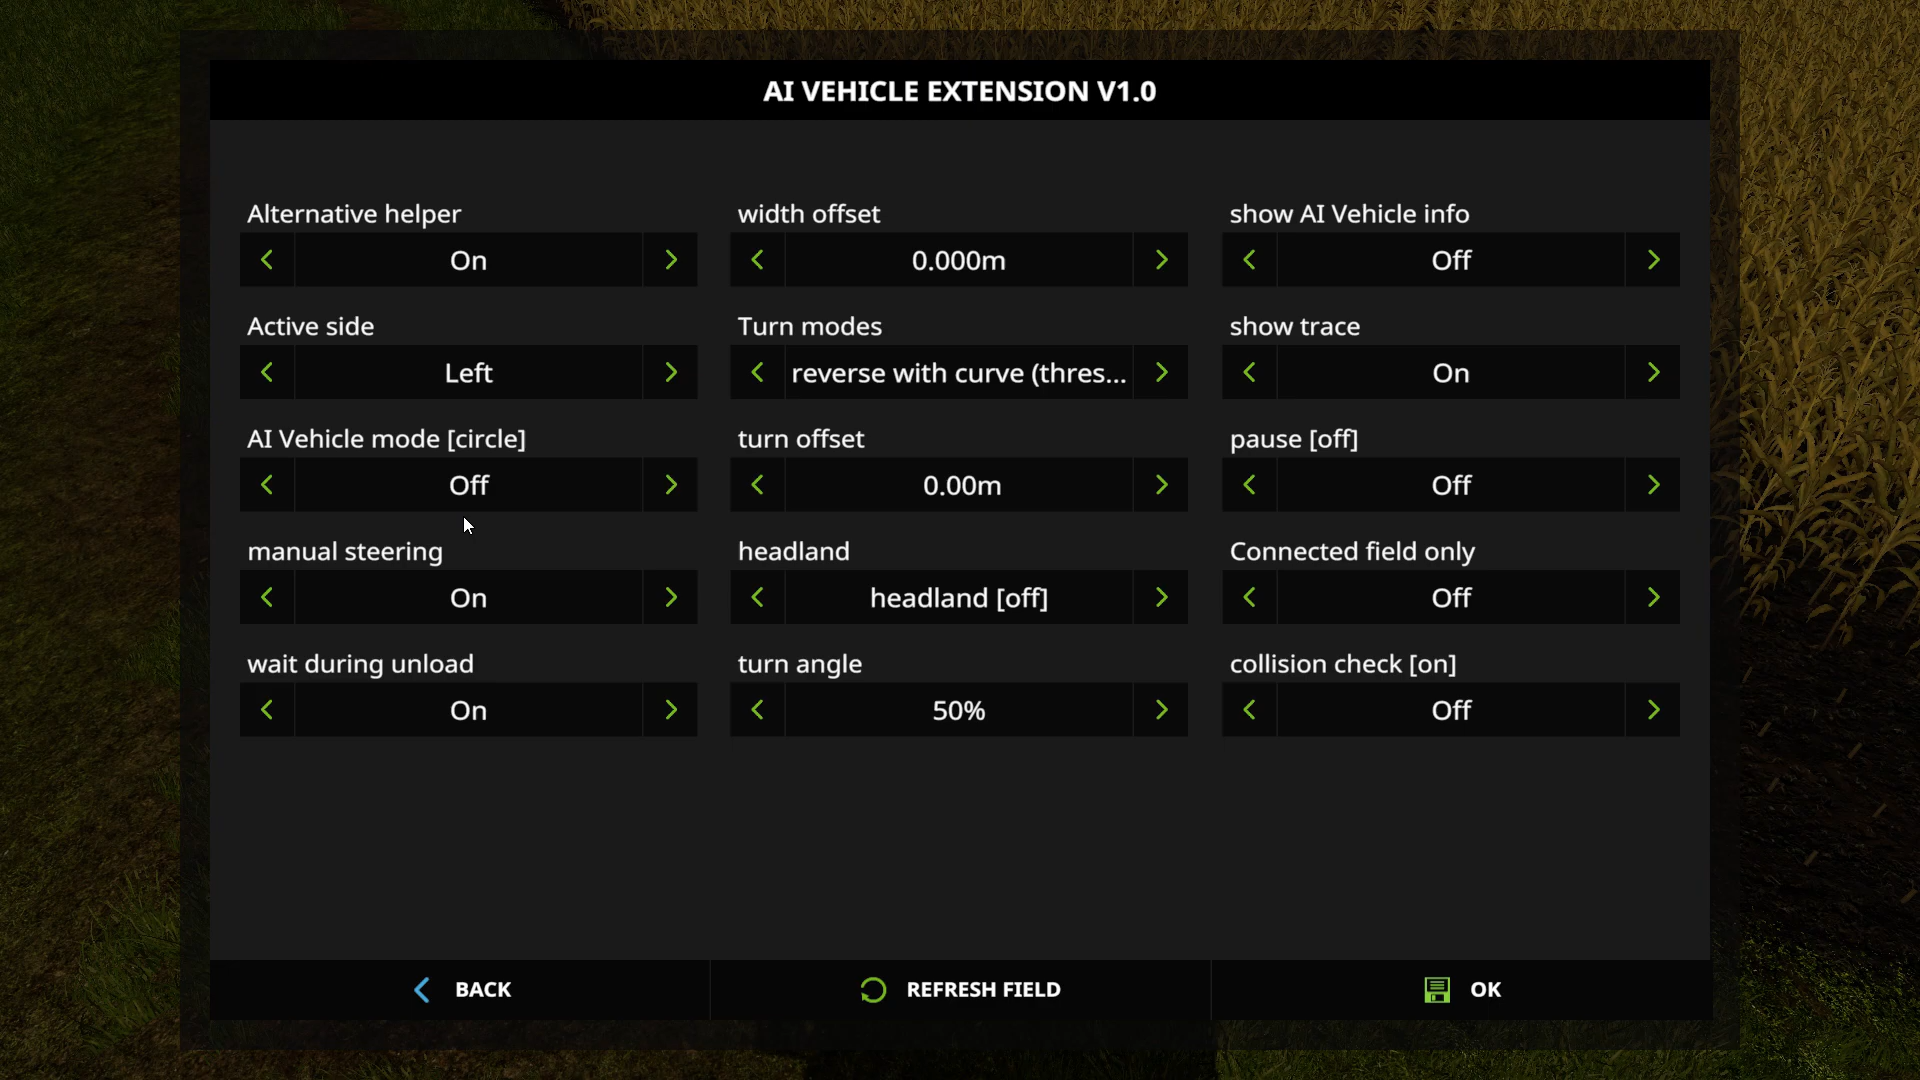 AI VEHICLE EXTENSION V1.0
Alternative helper
On
width offset
0.000m
show AI Vehicle info
Off
Active side
Left
Turn modes
reverse with curve (thres...
show trace
On
AI Vehicle mode [circle]
Off
turn offset
0.00m
pause [off]
Off
manual steering
On
headland
headland [off]
Connected field only
Off
wait during unload
On
turn angle
50%
collision check [on]
Off
BACK
REFRESH FIELD
OK